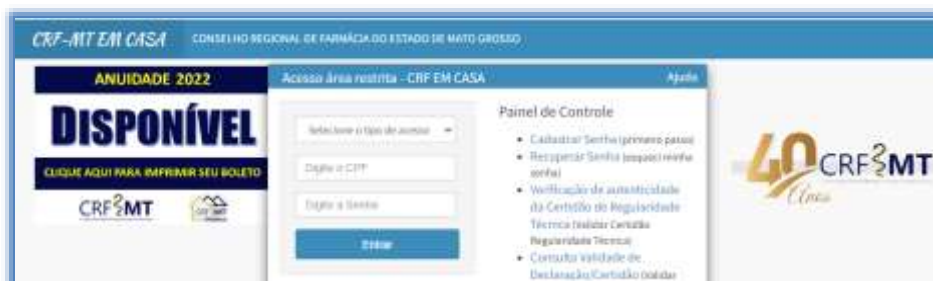 CRF-MT EM CASA
CONSELHO REGIONAL DE FARMÁCIA DO ESTADO DE MATO GROSSO
ANUIDADE 2022
DISPONÍVEL
CLIQUE AQUI PARA IMPRIMIR SEU BOLETO
CRF MT
Acesso área restrita - CRF EM CASA
Ajuda
Selecione o tipo de acesso
Digite o CPF
Digite a Senha
Entrar
Painel de Controle
Cadastrar Senha (primeiro passo)
Recuperar Senha (esqueci minha
senha)
Verificação de autenticidade
da Certidão de Regularidade
Técnica (Validar Certidão
Regularidade Técnica)
Consulta Validade de
Declaração/Certidão (Validar
40
Anos
CRF MT